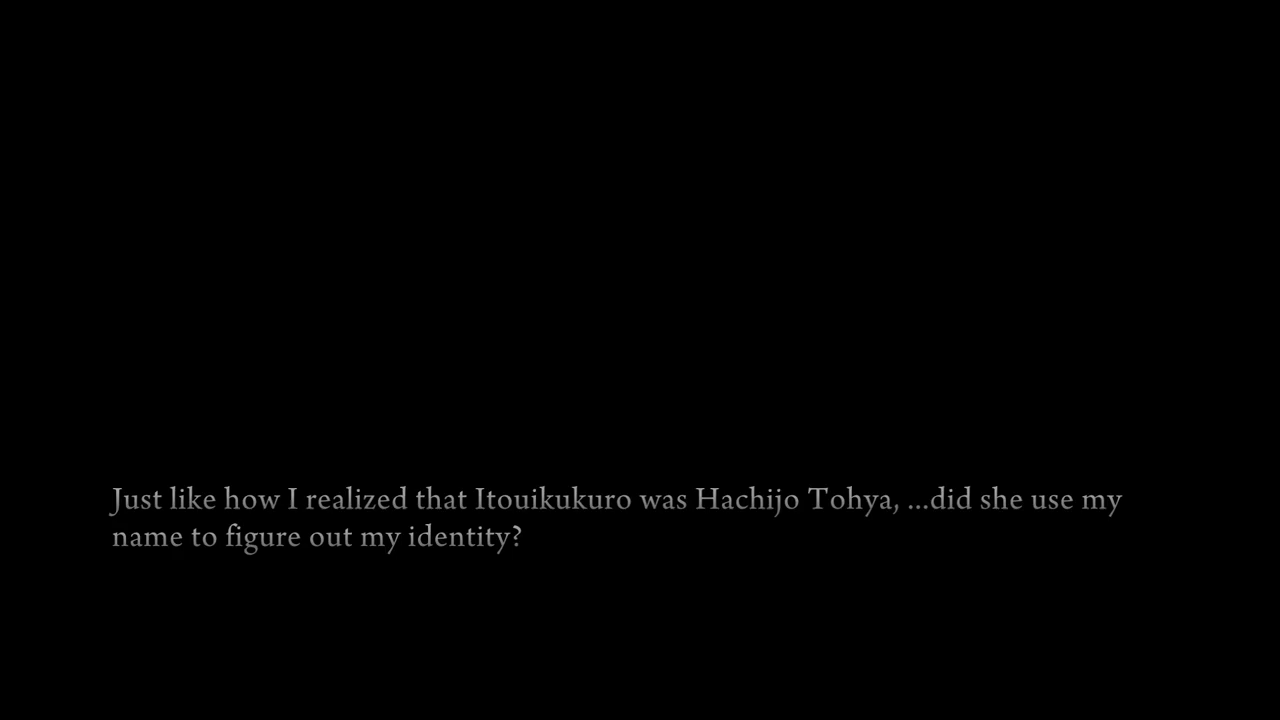 Just like how I realized that Itouikukuro was Hachijo Tohya, ...did she use my
name to figure out my identity?